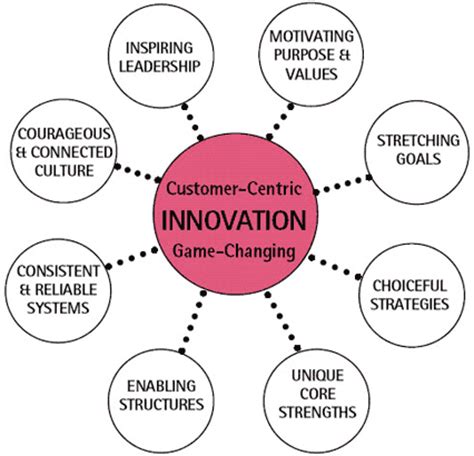 INSPIRING
LEADERSHIP
MOTIVATING
PURPOSE &
VALUES
COURAGEOUS
& CONNECTED
CULTURE
STRETCHING
GOALS
Customer-Centric
INNOVATION
Game-Changing
CONSISTENT
& RELIABLE
SYSTEMS
CHOICEFUL
STRATEGIES
ENABLING
STRUCTURES
UNIQUE
CORE
STRENGTHS